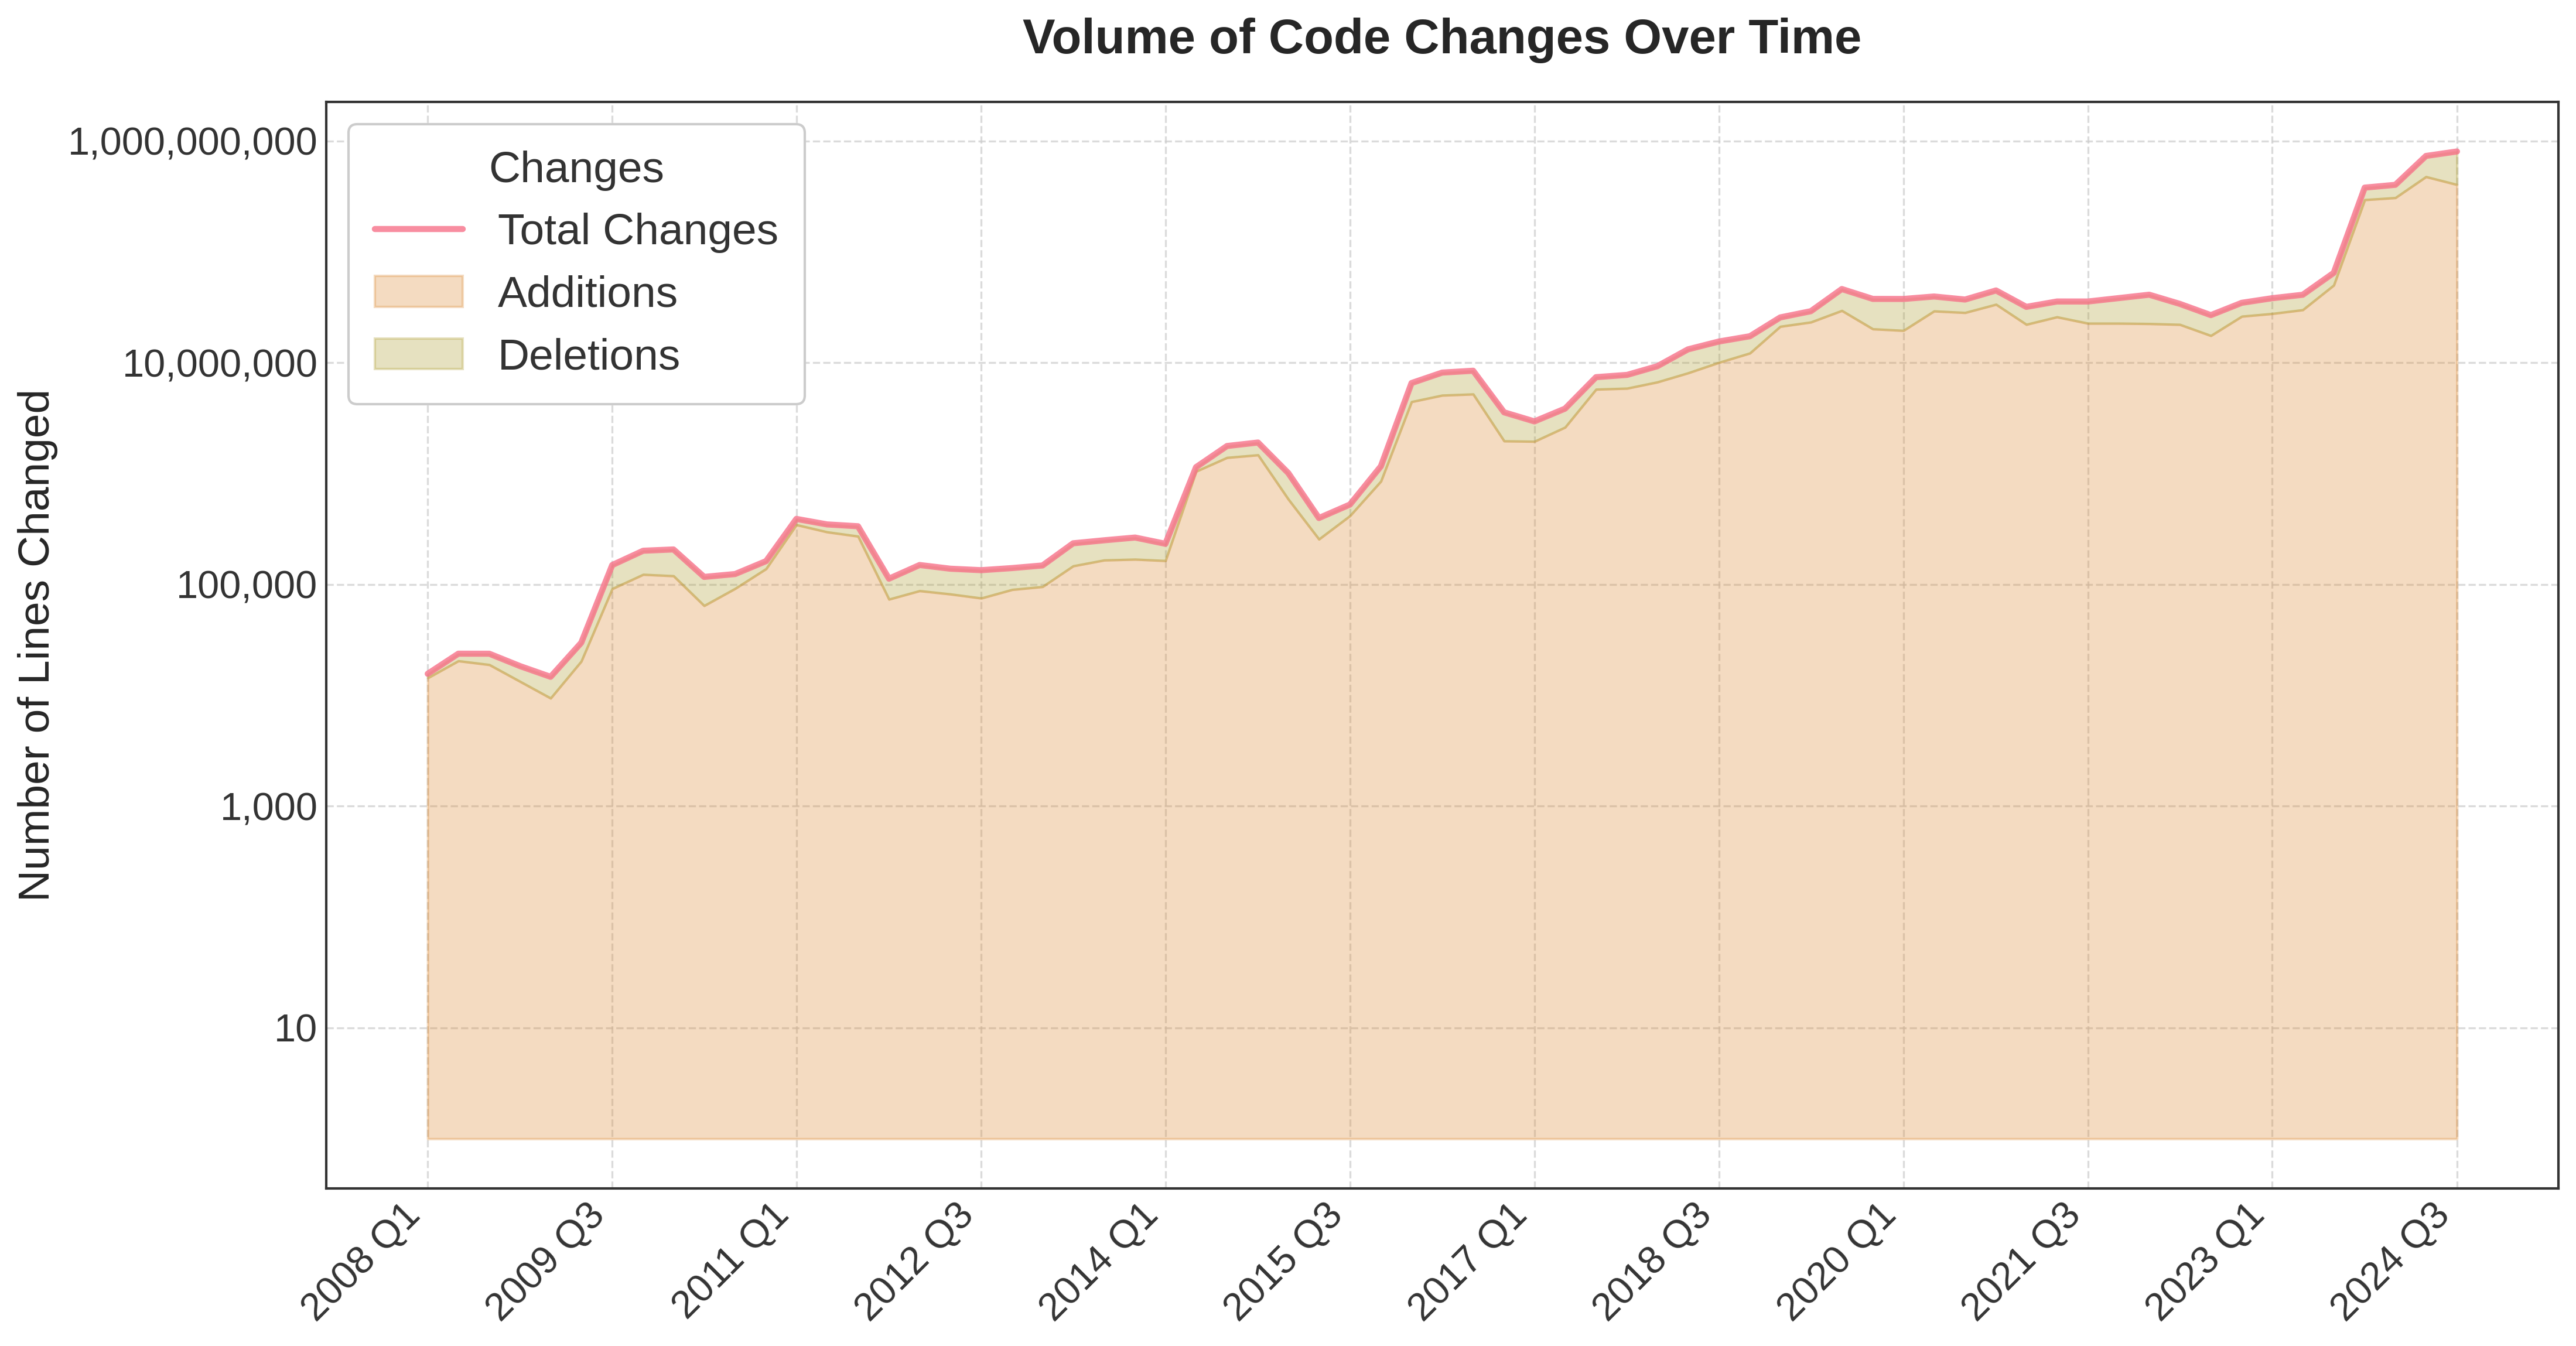 Volume of Code Changes Over Time
Number of Lines Changed
1,000,000,000
10,000,000
100,000
1,000
10
Changes
Total Changes
Additions
Deletions
2008 Q1
2009 Q3
2011 Q1
2012 Q3
2014 Q1
2015 Q3
2017 Q1
2018 Q3
2020 Q1
2021 Q3
2023 Q1
2024 Q3